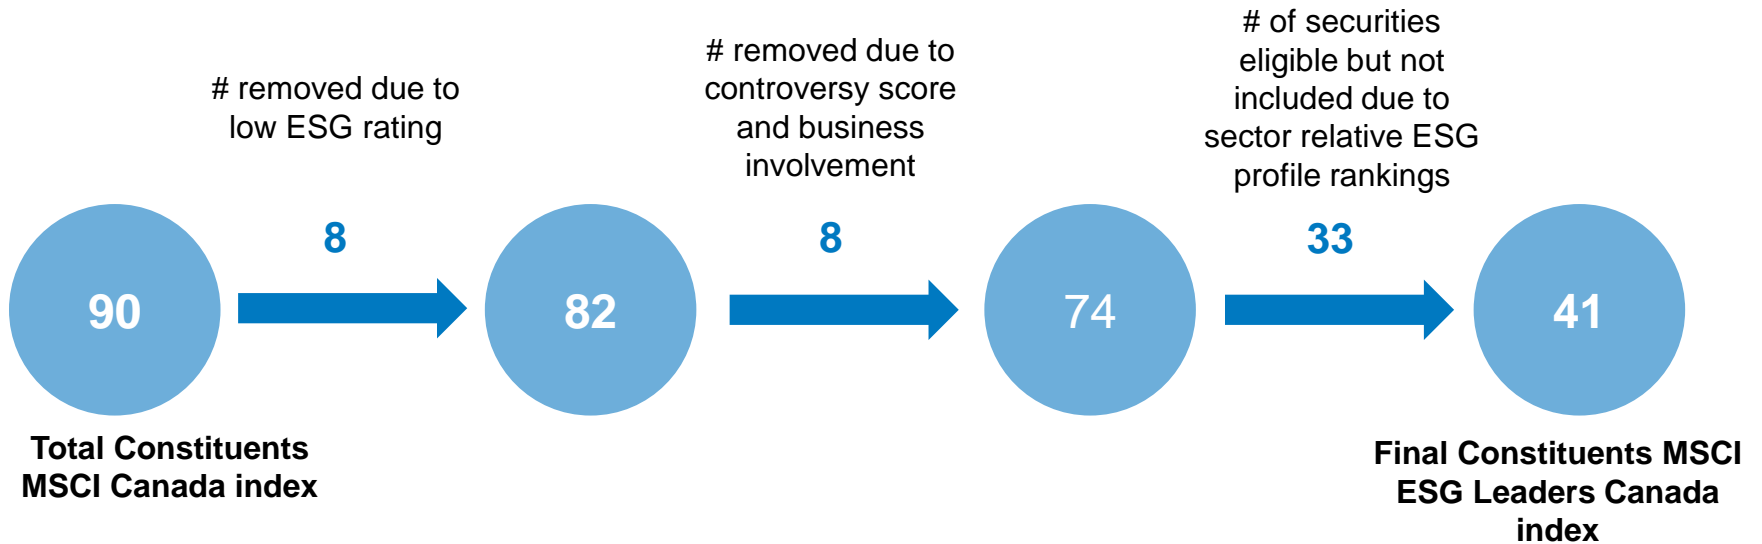 # removed due to
low ESG rating
# removed due to
controversy score
and business
involvement
# of securities
eligible but not
included due to
sector relative ESG
profile rankings
8
8
33
90
82
74
41
Total Constituents
MSCI Canada index
Final Constituents MSCI
ESG Leaders Canada
index